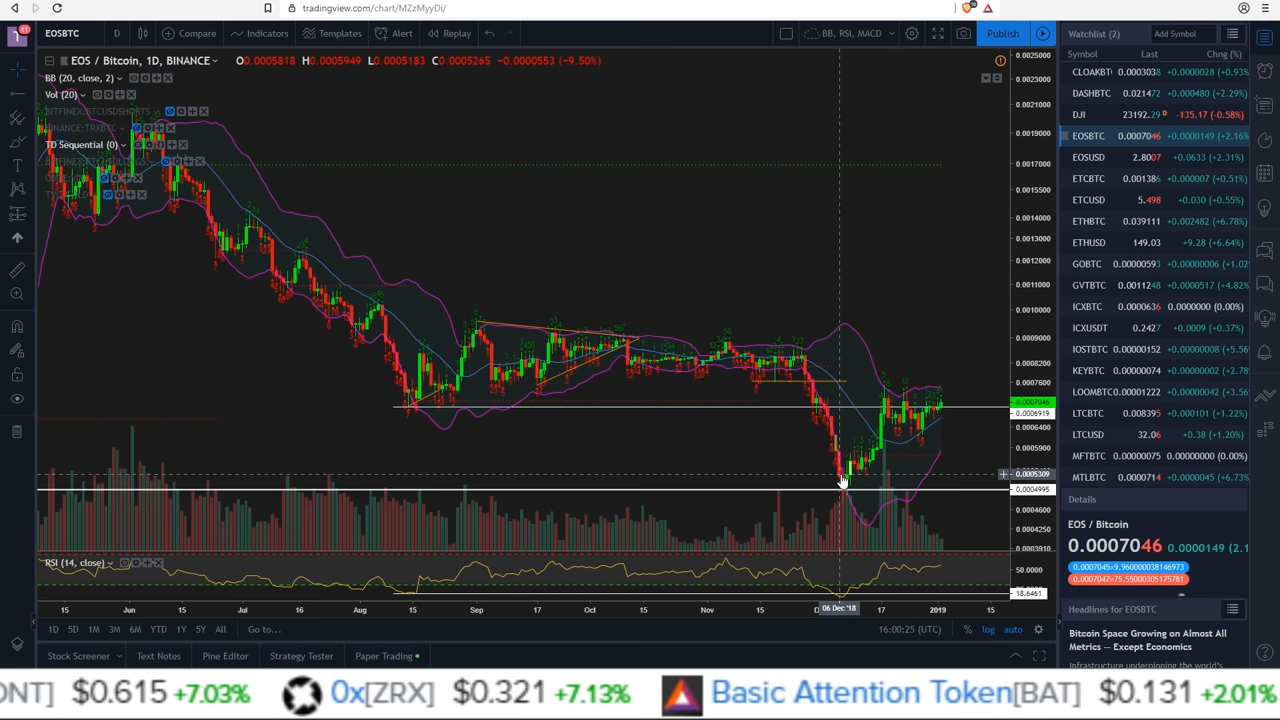 tradingview.com/chart/MZzMyyDi/
11
EOSBTC D Compare Indicators Templates Alert Replay BB, RSI, MACD Publish
Watchlist (2) Add Symbol
Symbol Last Chng (%)
EOS / Bitcoin, 1D, BINANCE O0.0005818 H0.0005949 L0.0005183 C0.0005265 -0.0000553 (-9.50%)
BB (20, close, 2)
Vol (20)
BITFINEX:BTCUSDSHORTS
BINANCE:TRXBTC
TD Sequential (0)
RSI (14, close)
0.0025000
0.0023000
0.0021000
0.0019000
0.0017000
0.0015500
0.0014000
0.0013000
0.0012000
0.0011000
0.0010000
0.0009000
0.0008200
0.0007600
0.0007046
0.0006919
0.0006400
0.0005900
0.0005309
0.0004995
0.0004600
0.0004250
0.0003910
50.0000
18.6461
15 Jun 15 Jul 16 Aug 15 Sep 17 Oct 15 Nov 15 06 Dec '18 17 2019 15
1D 5D 1M 3M 6M YTD 1Y 5Y All Go to... 16:00:25 (UTC) % log auto
Stock Screener Text Notes Pine Editor Strategy Tester Paper Trading
CLOAKBT 0.0003038 +0.0000028 (+0.93%
DASHBTC 0.021472 +0.000480 (+2.29%)
DJI 23192.29 D -135.17 (-0.58%)
EOSBTC 0.0007046 +0.0000149 (+2.16%
EOSUSD 2.8007 +0.0633 (+2.31%)
ETCBTC 0.001386 +0.000007 (+0.51%)
ETCUSD 5.498 +0.030 (+0.55%)
ETHBTC 0.039111 +0.002482 (+6.78%)
ETHUSD 149.03 +9.28 (+6.64%)
GOBTC 0.00000593 +0.00000006 (+1.02
GVTBTC 0.0011248 +0.0000517 (+4.82%
ICXBTC 0.0000636 0.0000000 (0.00%)
ICXUSDT 0.2427 +0.0009 (+0.37%)
IOSTBTC 0.00000152 +0.00000008 (+5.56
KEYBTC 0.00000074 +0.00000002 (+2.78
LOOMBTC 0.00000372 (+1.22%)
LTCBTC 0.008395 +0.000101 (+1.22%)
LTCUSD 32.06 +0.38 (+1.20%)
MFTBTC 0.00000075 0.00000000 (0.00%)
MTLBTC 0.0000714 +0.0000045 (+6.73%
Details
EOS / Bitcoin
0.0007046 0.0000149 (2.1
0.0007045×9.96000038146973
0.0007047×75.55000305175781
Headlines for EOSBTC
Bitcoin Space Growing on Almost All
Metrics — Except Economics
Infrastructure underpinning the world's
ONT] $0.615 +7.03% 0x[ZRX] $0.321 +7.13% Basic Attention Token[BAT] $0.131 +2.01%